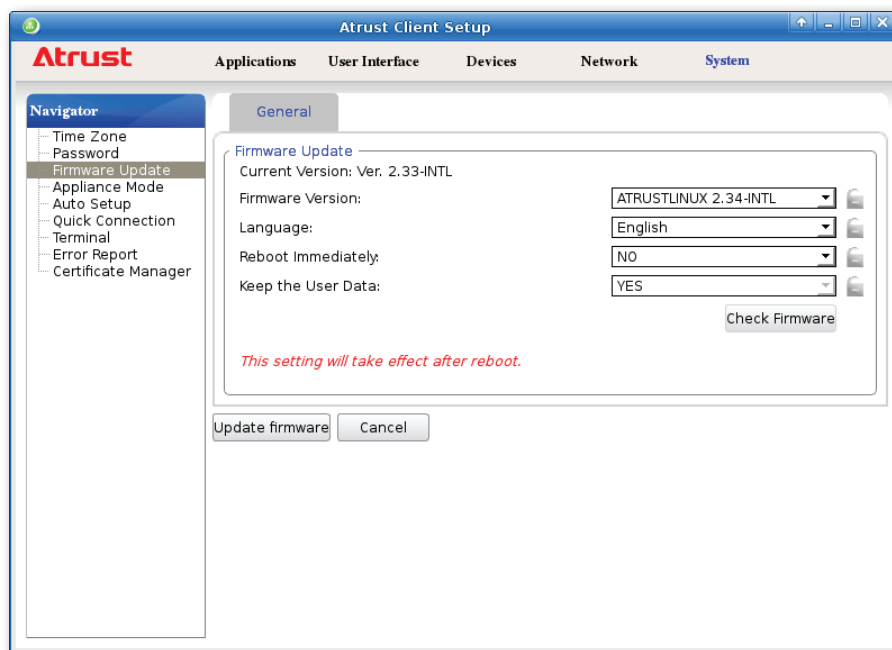 Atrust Client Setup
Atrust
Applications User Interface Devices Network System
Navigator
Time Zone
Password
Firmware Update
Appliance Mode
Auto Setup
Quick Connection
Terminal
Error Report
Certificate Manager
General
Firmware Update
Current Version: Ver. 2.33-INTL
Firmware Version: ATRUSTLINUX 2.34-INTL
Language: English
Reboot Immediately: NO
Keep the User Data: YES
Check Firmware
This setting will take effect after reboot.
Update firmware Cancel